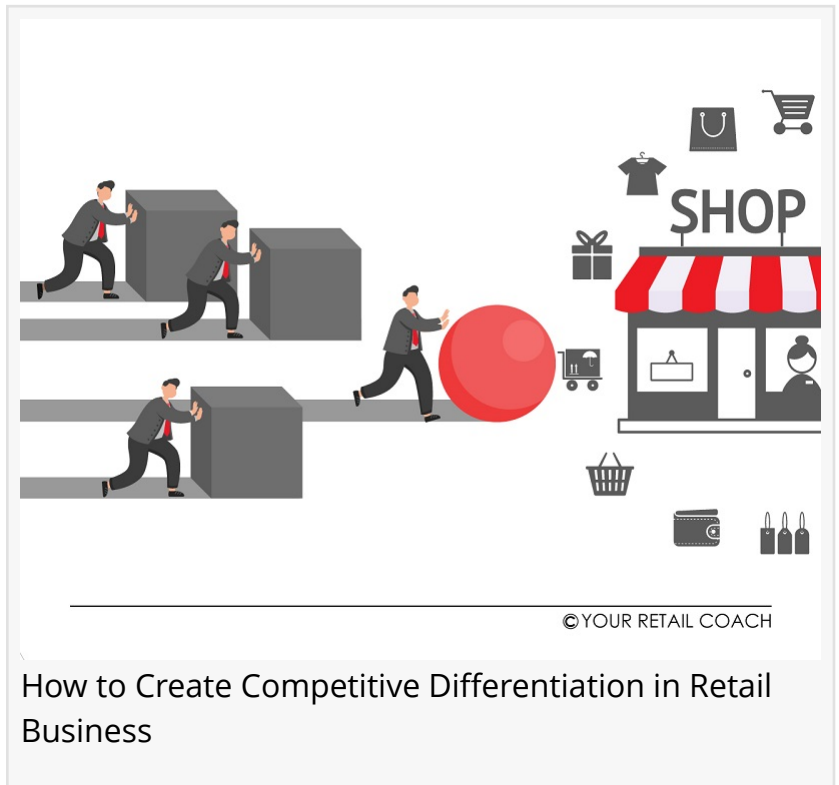 SHOP
©YOUR RETAIL COACH
How to Create Competitive Differentiation in Retail
Business